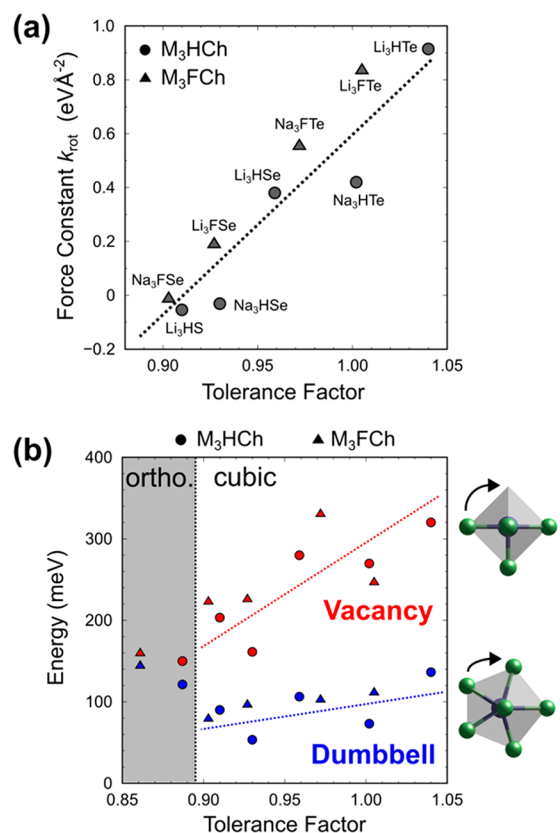 (a)
M₃HCh
M₃FCh
Force Constant k_rot (eVÅ⁻²)
1.0
0.8
0.6
0.4
0.2
0
−0.2
Li₃HTe
Li₃FTe
Na₃FTe
Li₃HSe
Na₃HTe
Li₃FSe
Na₃FSe
Na₃HSe
Li₃HS
0.90 0.95 1.00 1.05
Tolerance Factor
(b)
M₃HCh M₃FCh
Energy (meV)
400
300
200
100
0
ortho. cubic
Vacancy
Dumbbell
0.85 0.90 0.95 1.00 1.05
Tolerance Factor